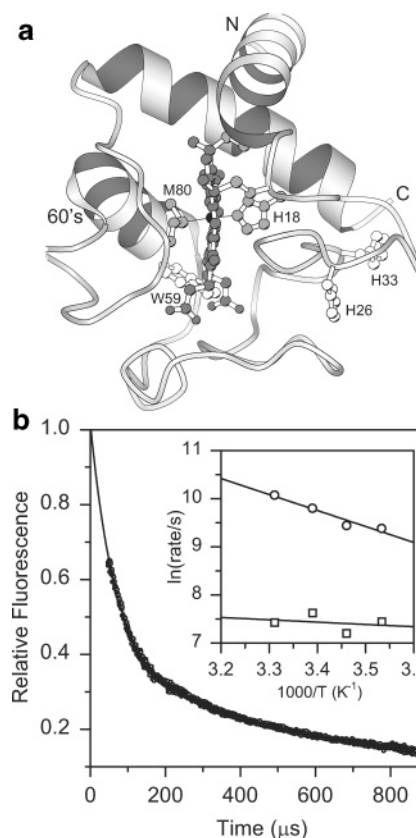 a
N
M80
60's
H18
C
W59
H33
H26
b
1.0
0.8
0.6
0.4
0.2
Relative Fluorescence
11
10
9
8
7
ln(rate/s)
3.2 3.3 3.4 3.5
1000/T (K⁻¹)
0 200 400 600 800
Time (μs)